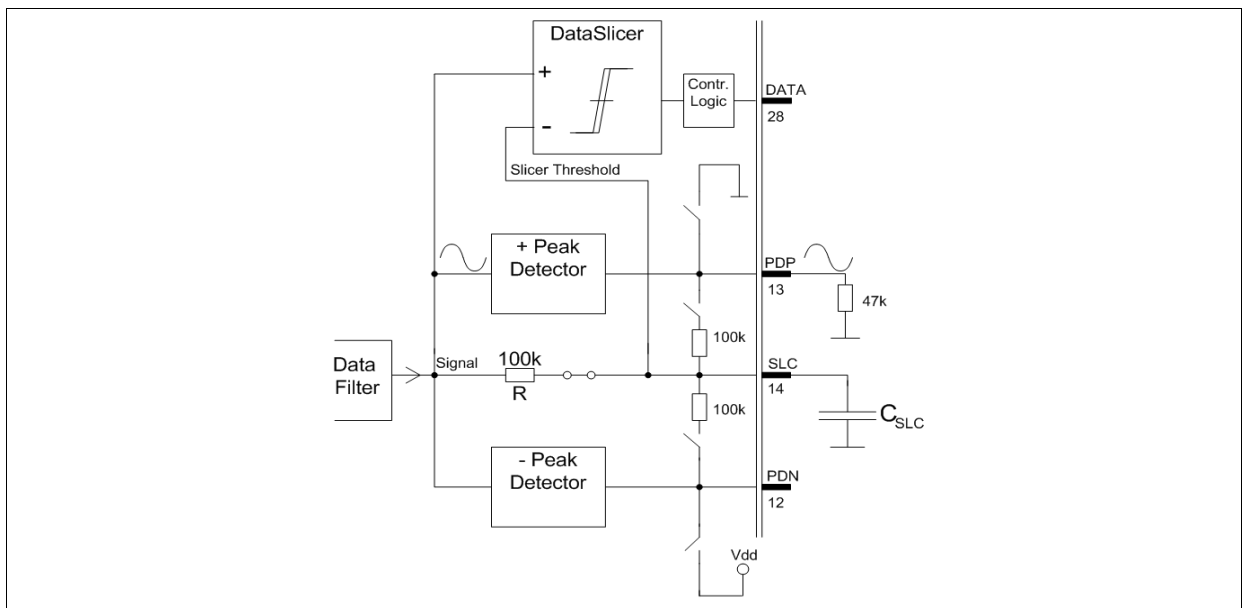 DataSlicer
+
-
Contr.
Logic
DATA
28
Slicer Threshold
+ Peak
Detector
PDP
13
47k
100k
Data
Filter
Signal
100k
R
SLC
14
100k
C_SLC
- Peak
Detector
PDN
12
Vdd